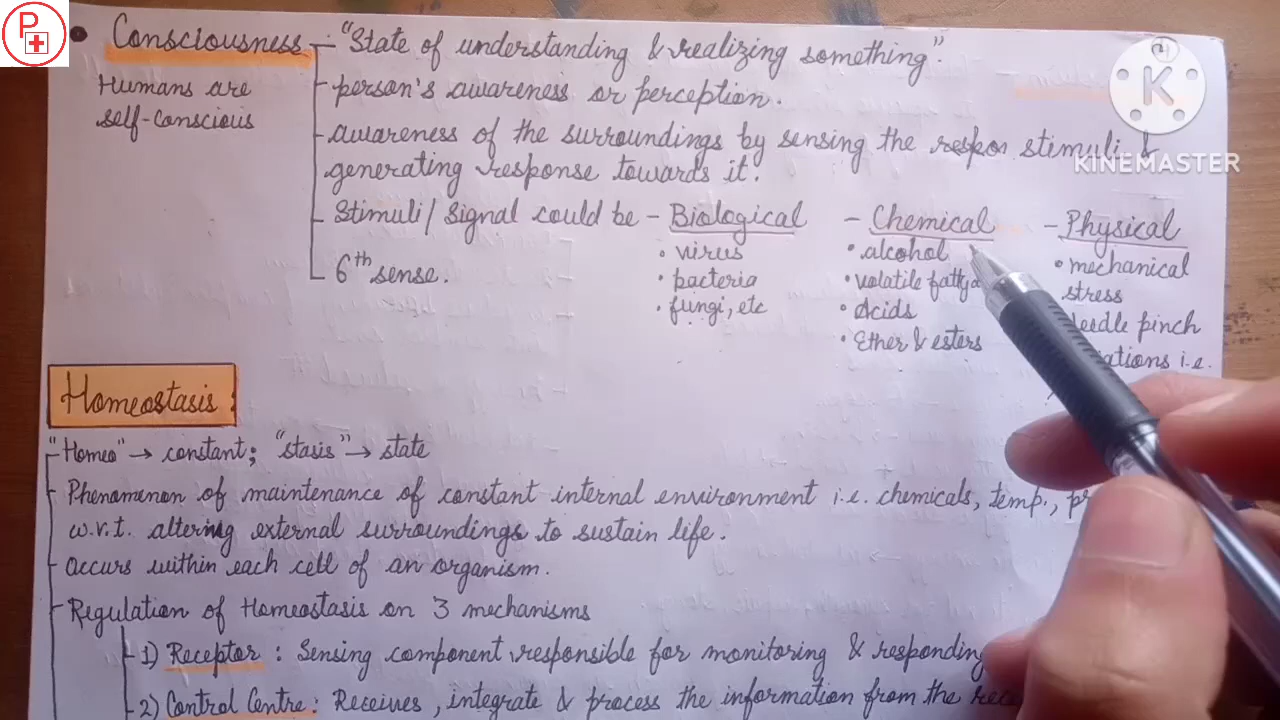 P
• Consciousness - "State of understanding & realizing something".
Humans are self-conscious
- person's awareness or perception.
- awareness of the surroundings by sensing the stimuli &
generating response towards it.
- Stimuli / Signal could be - Biological - Chemical - Physical
• virus • alcohol • mechanical stress
• bacteria • volatile fatty
• fungi, etc • Acids pinch
• Ether & esters i.e.
- 6th sense.
K
KINEMASTER
Homeostasis :
"Homeo" → constant; "stasis" → state
- Phenomenon of maintenance of constant internal environment i.e. chemicals, temp.,
w.r.t. altering external surroundings to sustain life.
- Occurs within each cell of an organism.
- Regulation of Homeostasis on 3 mechanisms
- 1) Receptor : Sensing component responsible for monitoring & responding
- 2) Control Centre : Receives, integrate & process the information from the